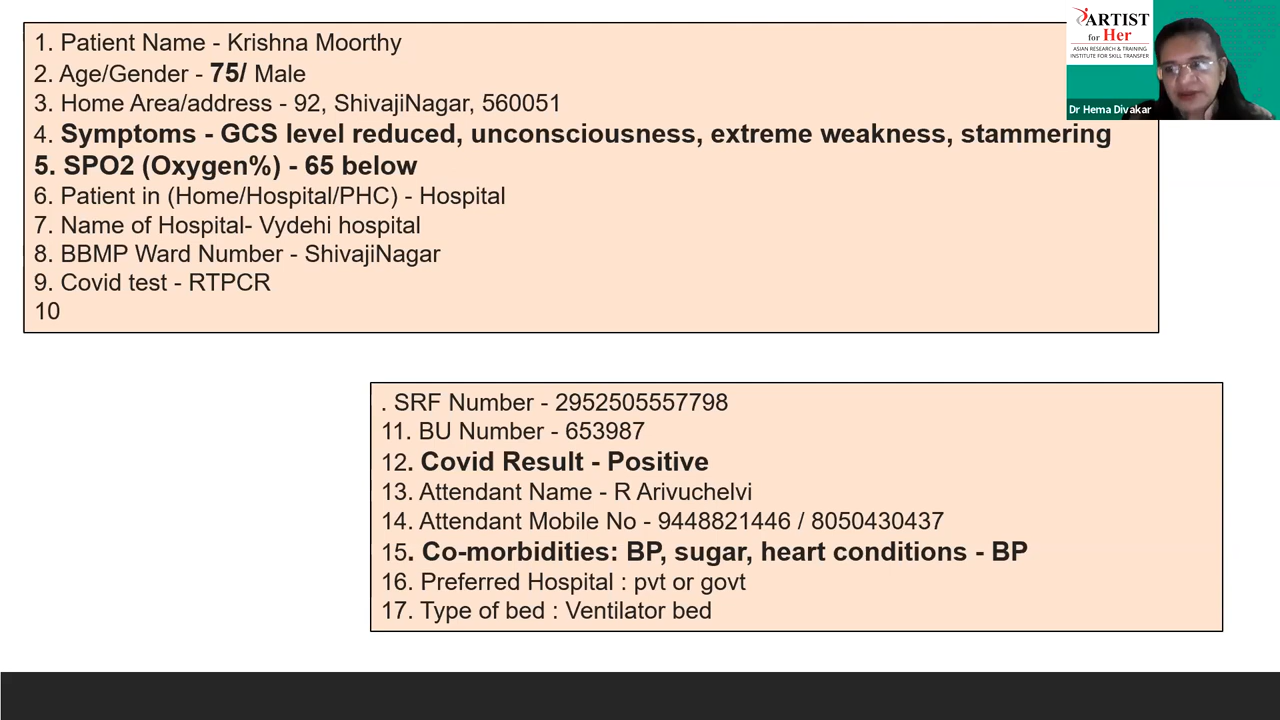 1. Patient Name - Krishna Moorthy
2. Age/Gender - 75/ Male
3. Home Area/address - 92, ShivajiNagar, 560051
4. Symptoms - GCS level reduced, unconsciousness, extreme weakness, stammering
5. SPO2 (Oxygen%) - 65 below
6. Patient in (Home/Hospital/PHC) - Hospital
7. Name of Hospital- Vydehi hospital
8. BBMP Ward Number - ShivajiNagar
9. Covid test - RTPCR
10
ARTIST
for Her
ASIAN RESEARCH & TRAINING
INSTITUTE FOR SKILL TRANSFER
Dr Hema Divakar
. SRF Number - 2952505557798
11. BU Number - 653987
12. Covid Result - Positive
13. Attendant Name - R Arivuchelvi
14. Attendant Mobile No - 9448821446 / 8050430437
15. Co-morbidities: BP, sugar, heart conditions - BP
16. Preferred Hospital : pvt or govt
17. Type of bed : Ventilator bed